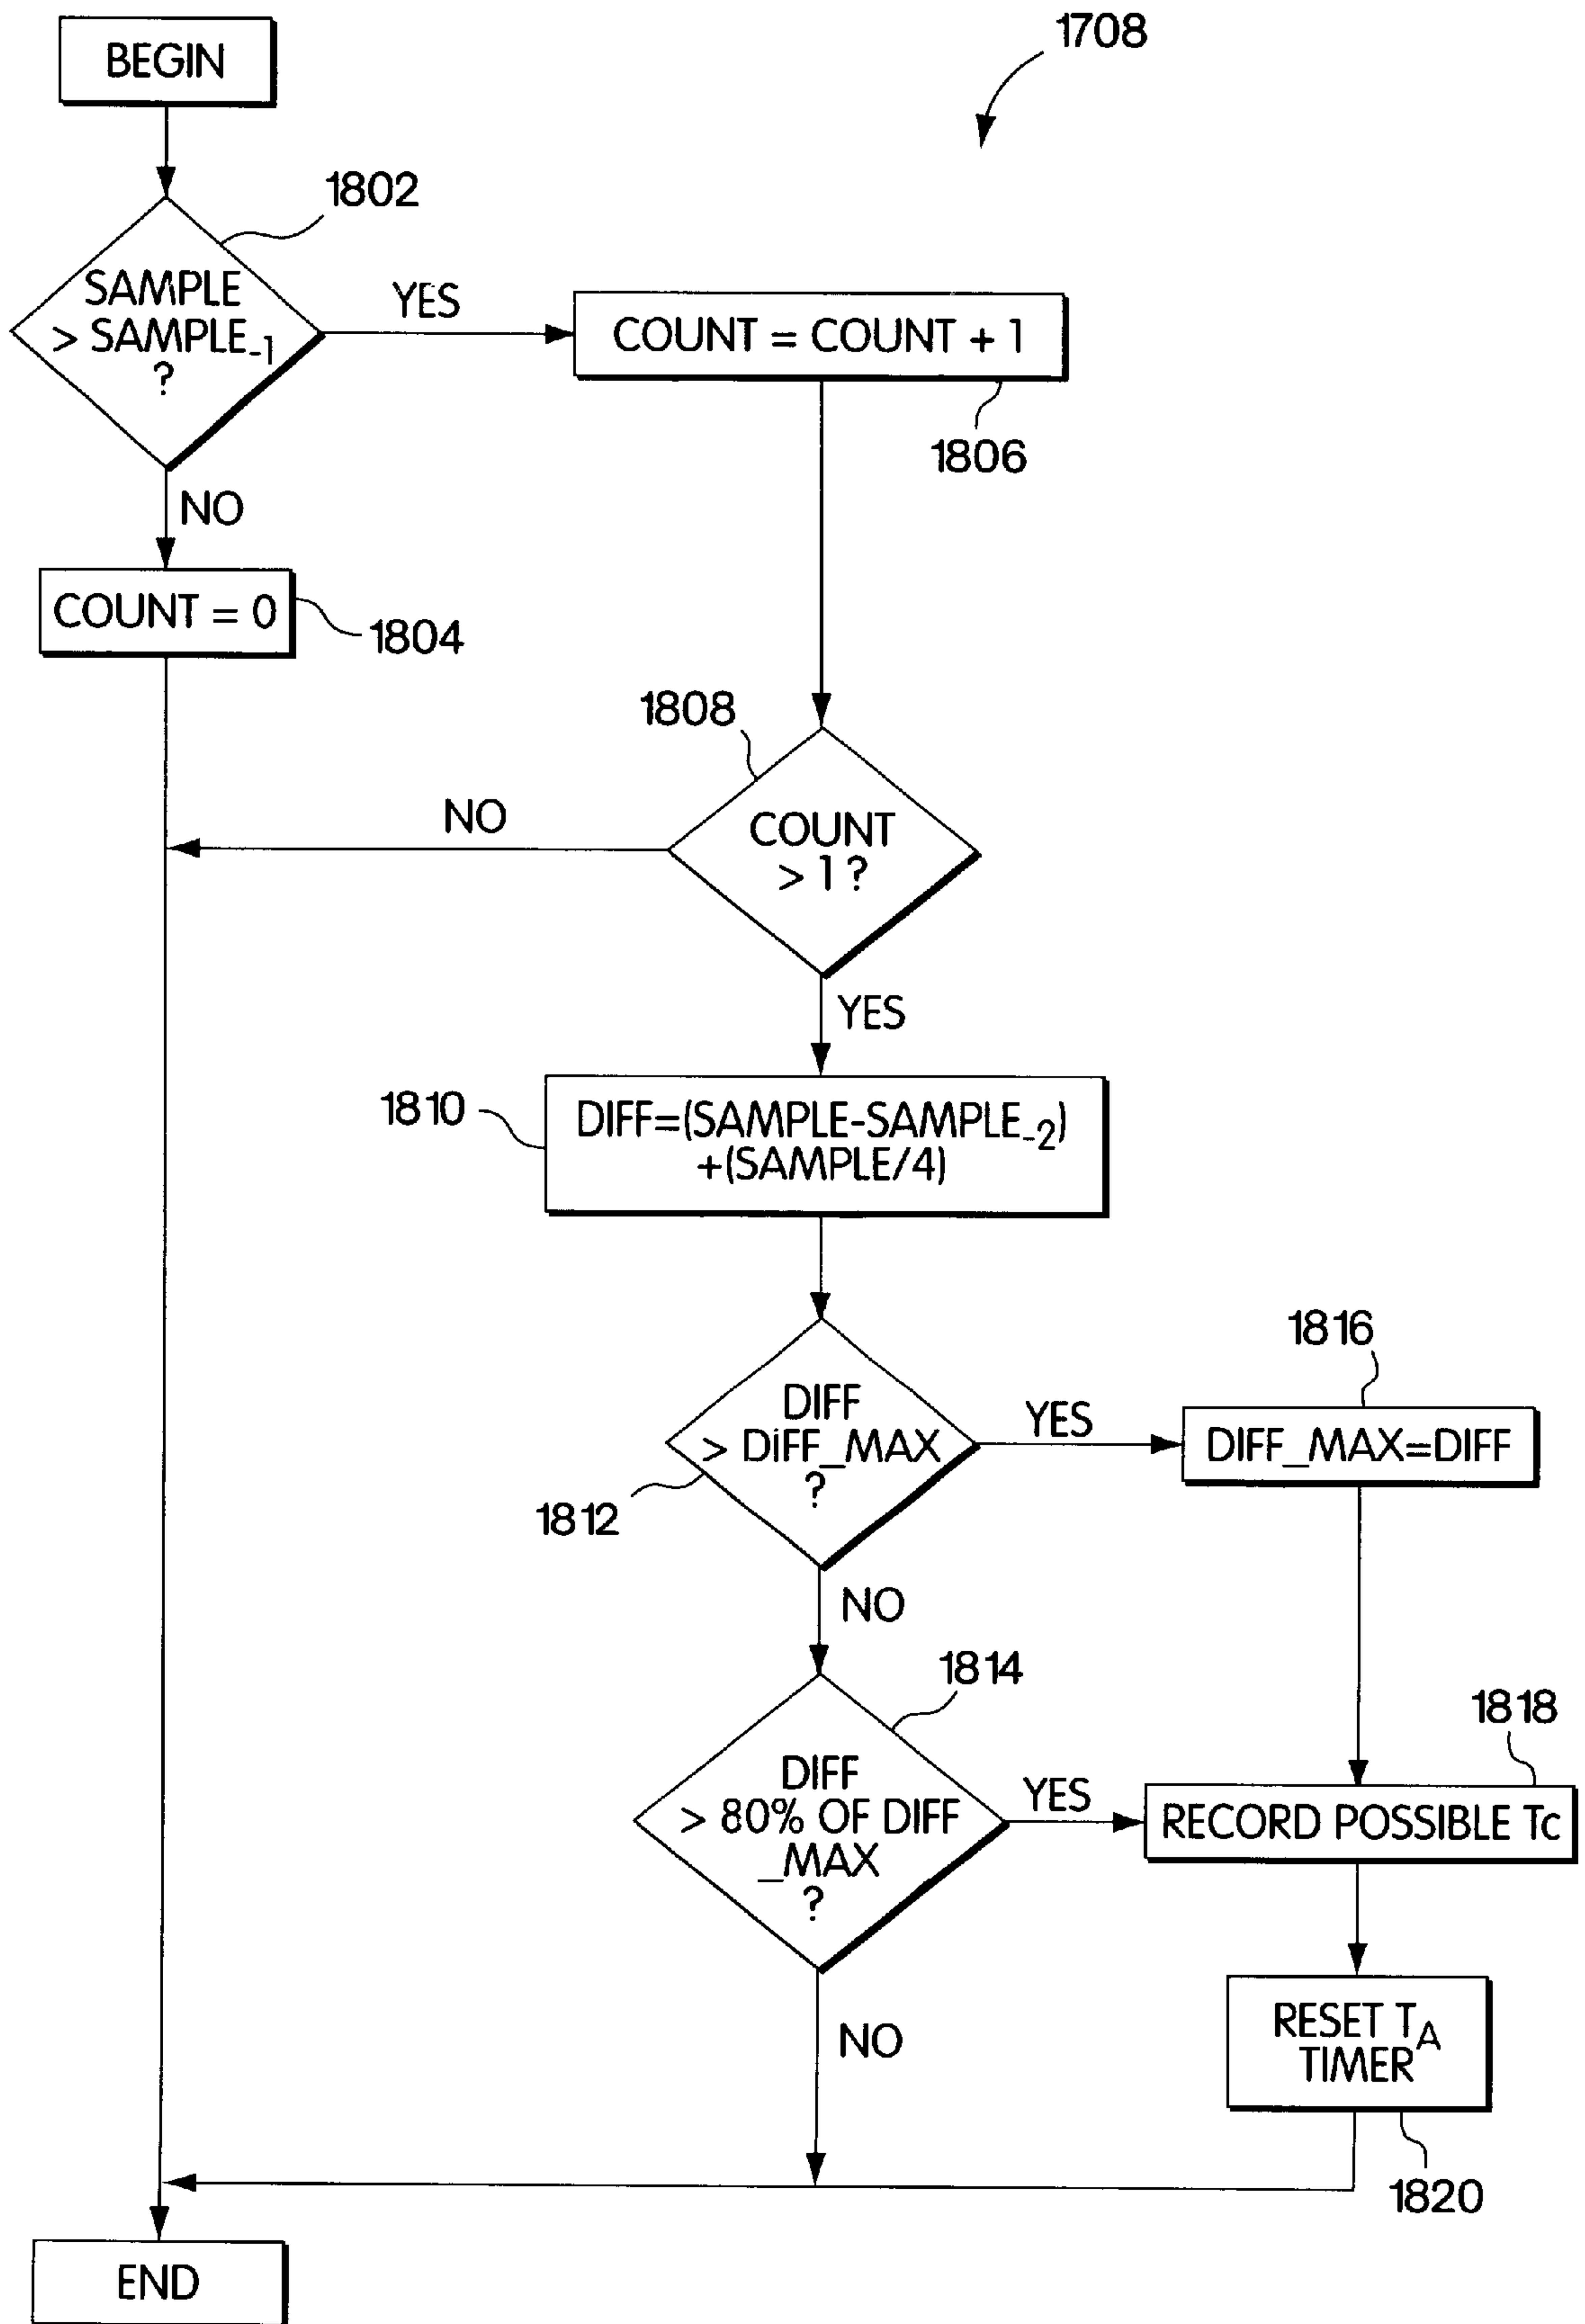 BEGIN
1708
1802
SAMPLE
> SAMPLE-1
?
YES
COUNT = COUNT + 1
1806
NO
COUNT = 0
1804
1808
COUNT
> 1 ?
NO
YES
1810
DIFF=(SAMPLE-SAMPLE-2)
+(SAMPLE/4)
1812
DIFF
> DIFF_MAX
?
YES
1816
DIFF_MAX=DIFF
NO
1814
DIFF
> 80% OF DIFF
_MAX
?
YES
1818
RECORD POSSIBLE Tc
NO
RESET TA
TIMER
1820
END